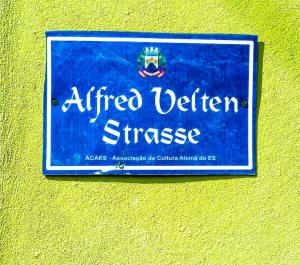 Alfred Velten
Strasse
ACAES - Associação da Cultura Alemã do ES